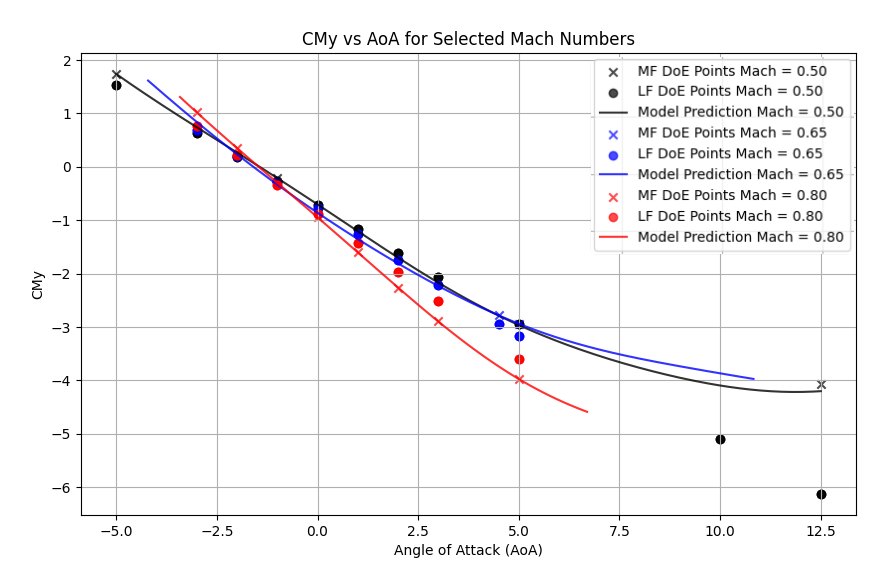 CMy vs AoA for Selected Mach Numbers
MF DoE Points Mach = 0.50
LF DoE Points Mach = 0.50
Model Prediction Mach = 0.50
MF DoE Points Mach = 0.65
LF DoE Points Mach = 0.65
Model Prediction Mach = 0.65
MF DoE Points Mach = 0.80
LF DoE Points Mach = 0.80
Model Prediction Mach = 0.80
CMy
2
1
0
−1
−2
−3
−4
−5
−6
−5.0 −2.5 0.0 2.5 5.0 7.5 10.0 12.5
Angle of Attack (AoA)